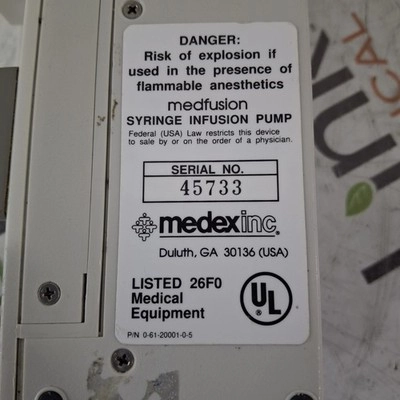 DANGER:
Risk of explosion if
used in the presence of
flammable anesthetics
medfusion
SYRINGE INFUSION PUMP
Federal (USA) Law restricts this device
to sale by or on the order of a physician.
SERIAL NO.
45733
medexinc.
Duluth, GA 30136 (USA)
LISTED 26F0
Medical
Equipment
UL
®
P/N 0-61-20001-0-5